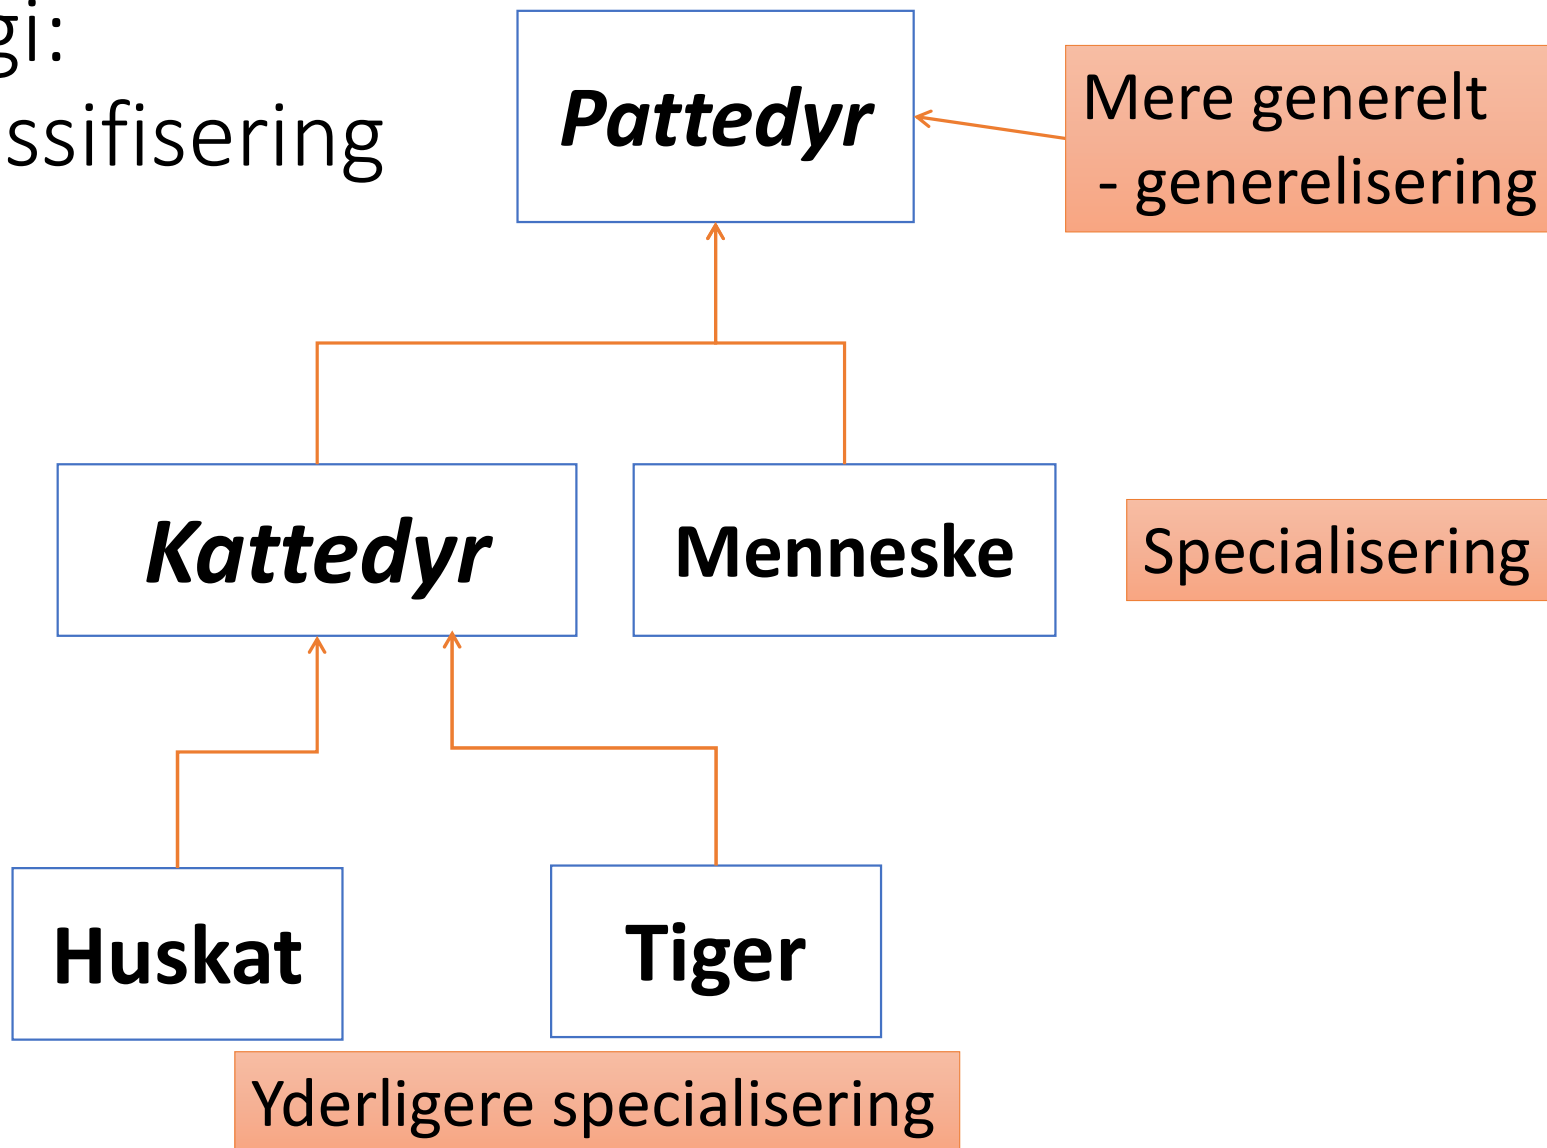 gi:
ssifisering
Pattedyr
Mere generelt
- generelisering
Kattedyr
Menneske
Specialisering
Huskat
Tiger
Yderligere specialisering